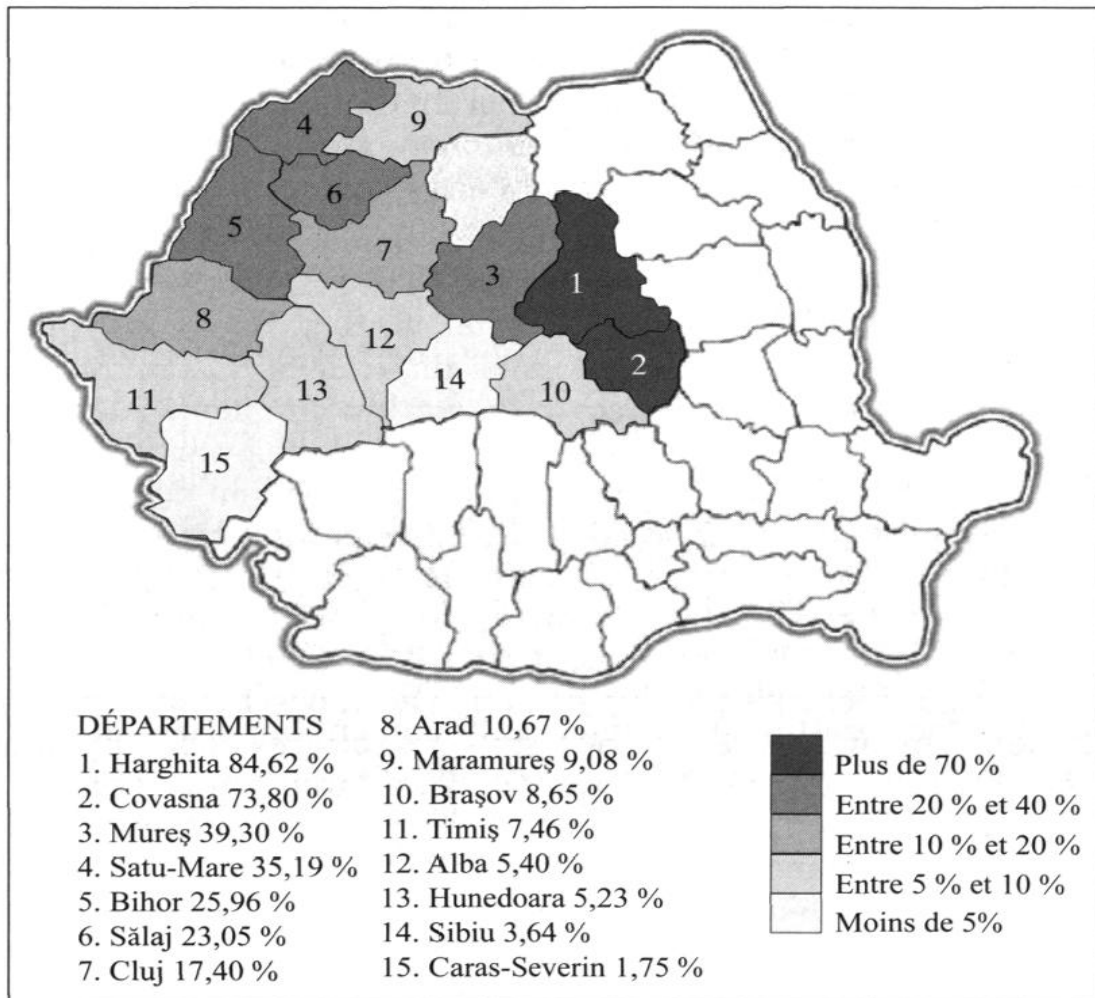 4
9
6
5
7
3
1
8
12
2
14
10
13
11
15
DÉPARTEMENTS
1. Harghita 84,62 %
2. Covasna 73,80 %
3. Mureş 39,30 %
4. Satu-Mare 35,19 %
5. Bihor 25,96 %
6. Sălaj 23,05 %
7. Cluj 17,40 %
8. Arad 10,67 %
9. Maramureş 9,08 %
10. Braşov 8,65 %
11. Timiş 7,46 %
12. Alba 5,40 %
13. Hunedoara 5,23 %
14. Sibiu 3,64 %
15. Caras-Severin 1,75 %
Plus de 70 %
Entre 20 % et 40 %
Entre 10 % et 20 %
Entre 5 % et 10 %
Moins de 5%